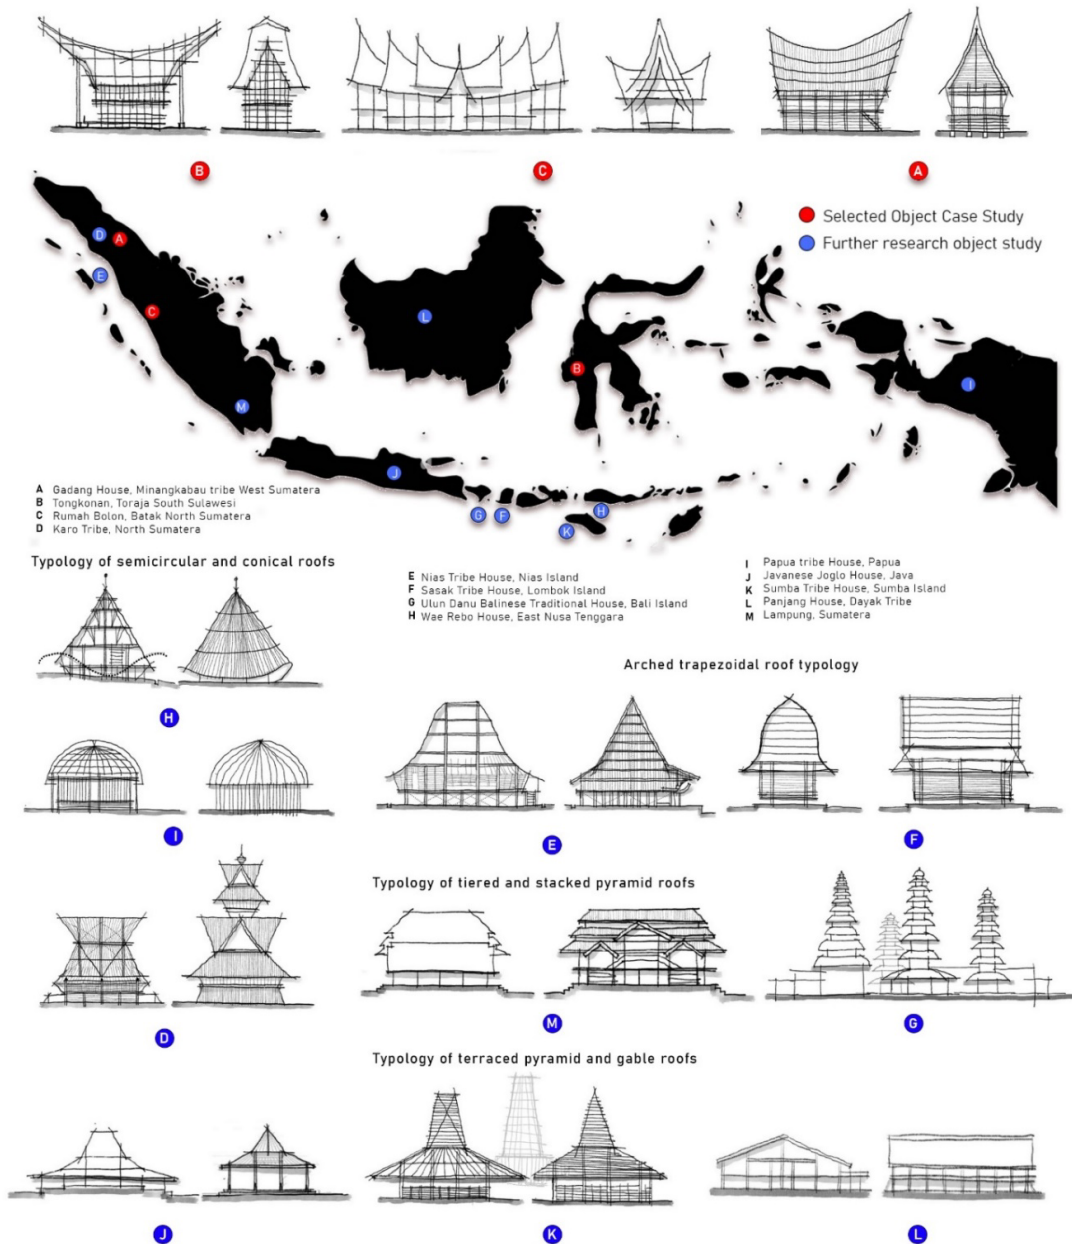 B
C
A
Selected Object Case Study
Further research object study
D
A
E
C
L
B
I
M
J
G
F
H
K
A Gadang House, Minangkabau tribe West Sumatera
B Tongkonan, Toraja South Sulawesi
C Rumah Bolon, Batak North Sumatera
D Karo Tribe, North Sumatera
E Nias Tribe House, Nias Island
F Sasak Tribe House, Lombok Island
G Ulun Danu Balinese Traditional House, Bali Island
H Wae Rebo House, East Nusa Tenggara
I Papua tribe House, Papua
J Javanese Joglo House, Java
K Sumba Tribe House, Sumba Island
L Panjang House, Dayak Tribe
M Lampung, Sumatera
Typology of semicircular and conical roofs
H
I
Arched trapezoidal roof typology
E
F
D
Typology of tiered and stacked pyramid roofs
M
G
Typology of terraced pyramid and gable roofs
J
K
L